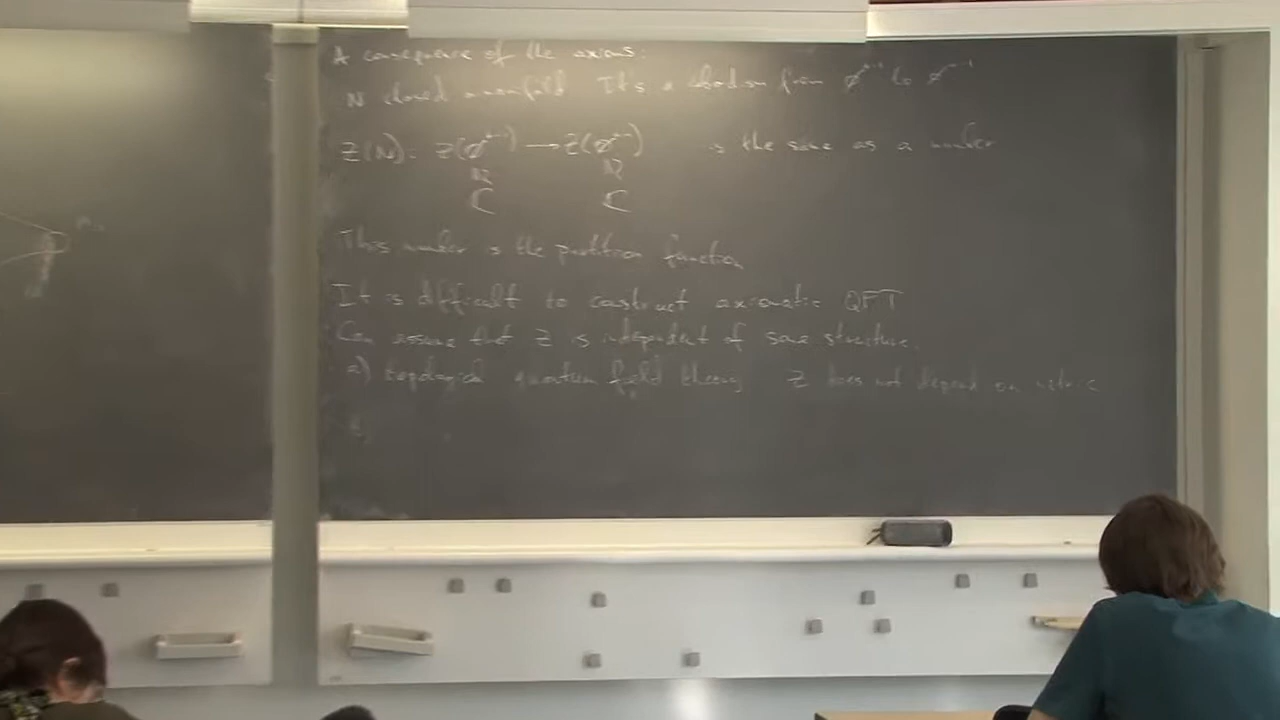 A consequence of the axioms:
N closed manifold It's a cobordism from ∅ⁿ⁻¹ to ∅ⁿ⁻¹
Z(N): Z(∅ⁿ⁻¹) → Z(∅ⁿ⁻¹) is the same as a number
C C
This number is the partition function
It is difficult to construct axiomatic QFT
Can assume that Z is independent of some structure.
a) topological quantum field theory Z does not depend on metric